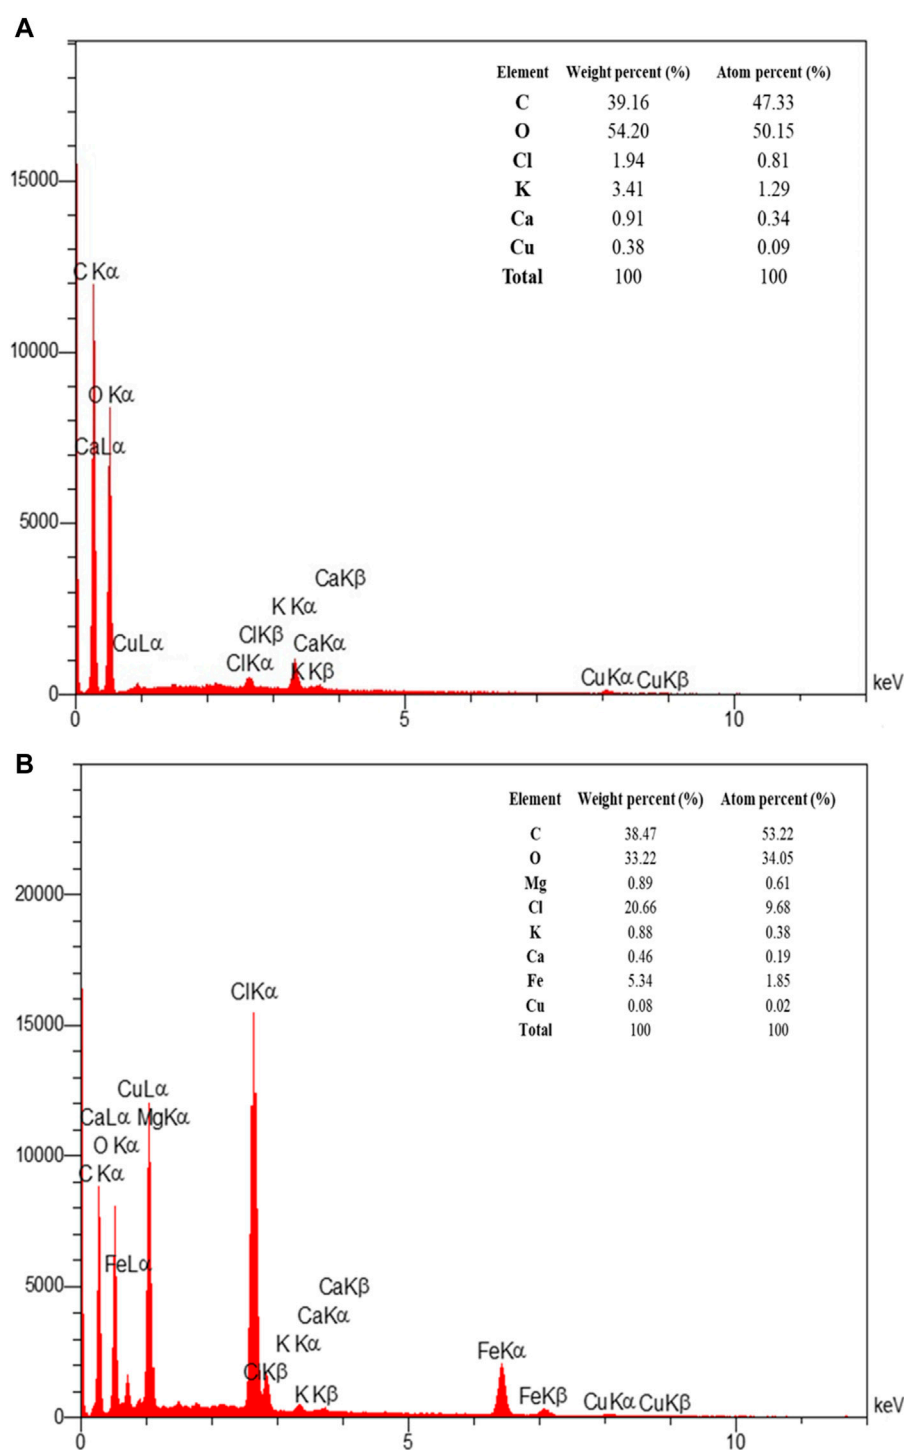 A
Element Weight percent (%) Atom percent (%)
C 39.16 47.33
O 54.20 50.15
Cl 1.94 0.81
K 3.41 1.29
Ca 0.91 0.34
Cu 0.38 0.09
Total 100 100
15000
C Kα
10000
O Kα
CaLα
5000
CaKβ
K Kα
CuLα
ClKβ
CaKα
ClKα
K Kβ
CuKα CuKβ
0
keV
0 5 10
B
Element Weight percent (%) Atom percent (%)
C 38.47 53.22
O 33.22 34.05
Mg 0.89 0.61
Cl 20.66 9.68
K 0.88 0.38
Ca 0.46 0.19
Fe 5.34 1.85
Cu 0.08 0.02
Total 100 100
20000
ClKα
15000
CuLα
CaLα MgKα
O Kα
10000
C Kα
FeLα
5000
CaKβ
CaKα
K Kα
FeKα
K Kβ
FeKβ
CuKα CuKβ
0
keV
0 5 10